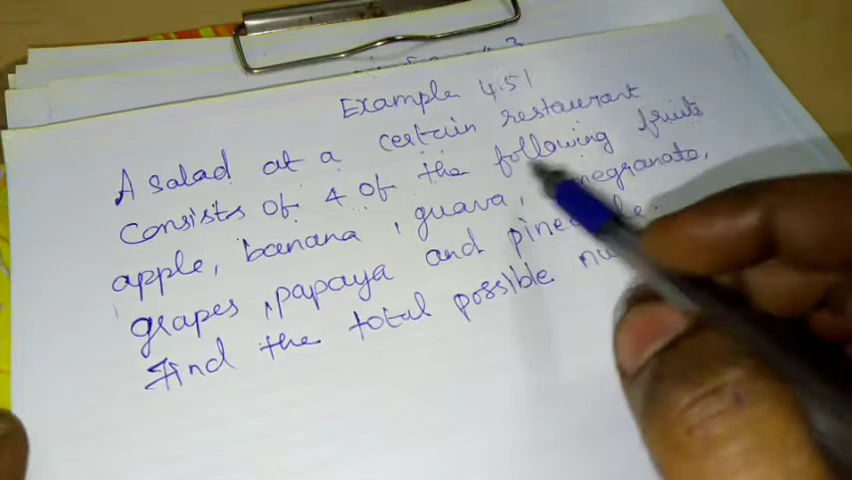 Example 4.51
A salad at a certain restaurant
consists of 4 of the following fruits
apple, banana, guava, pomegranate,
grapes, papaya and
Find the total possible